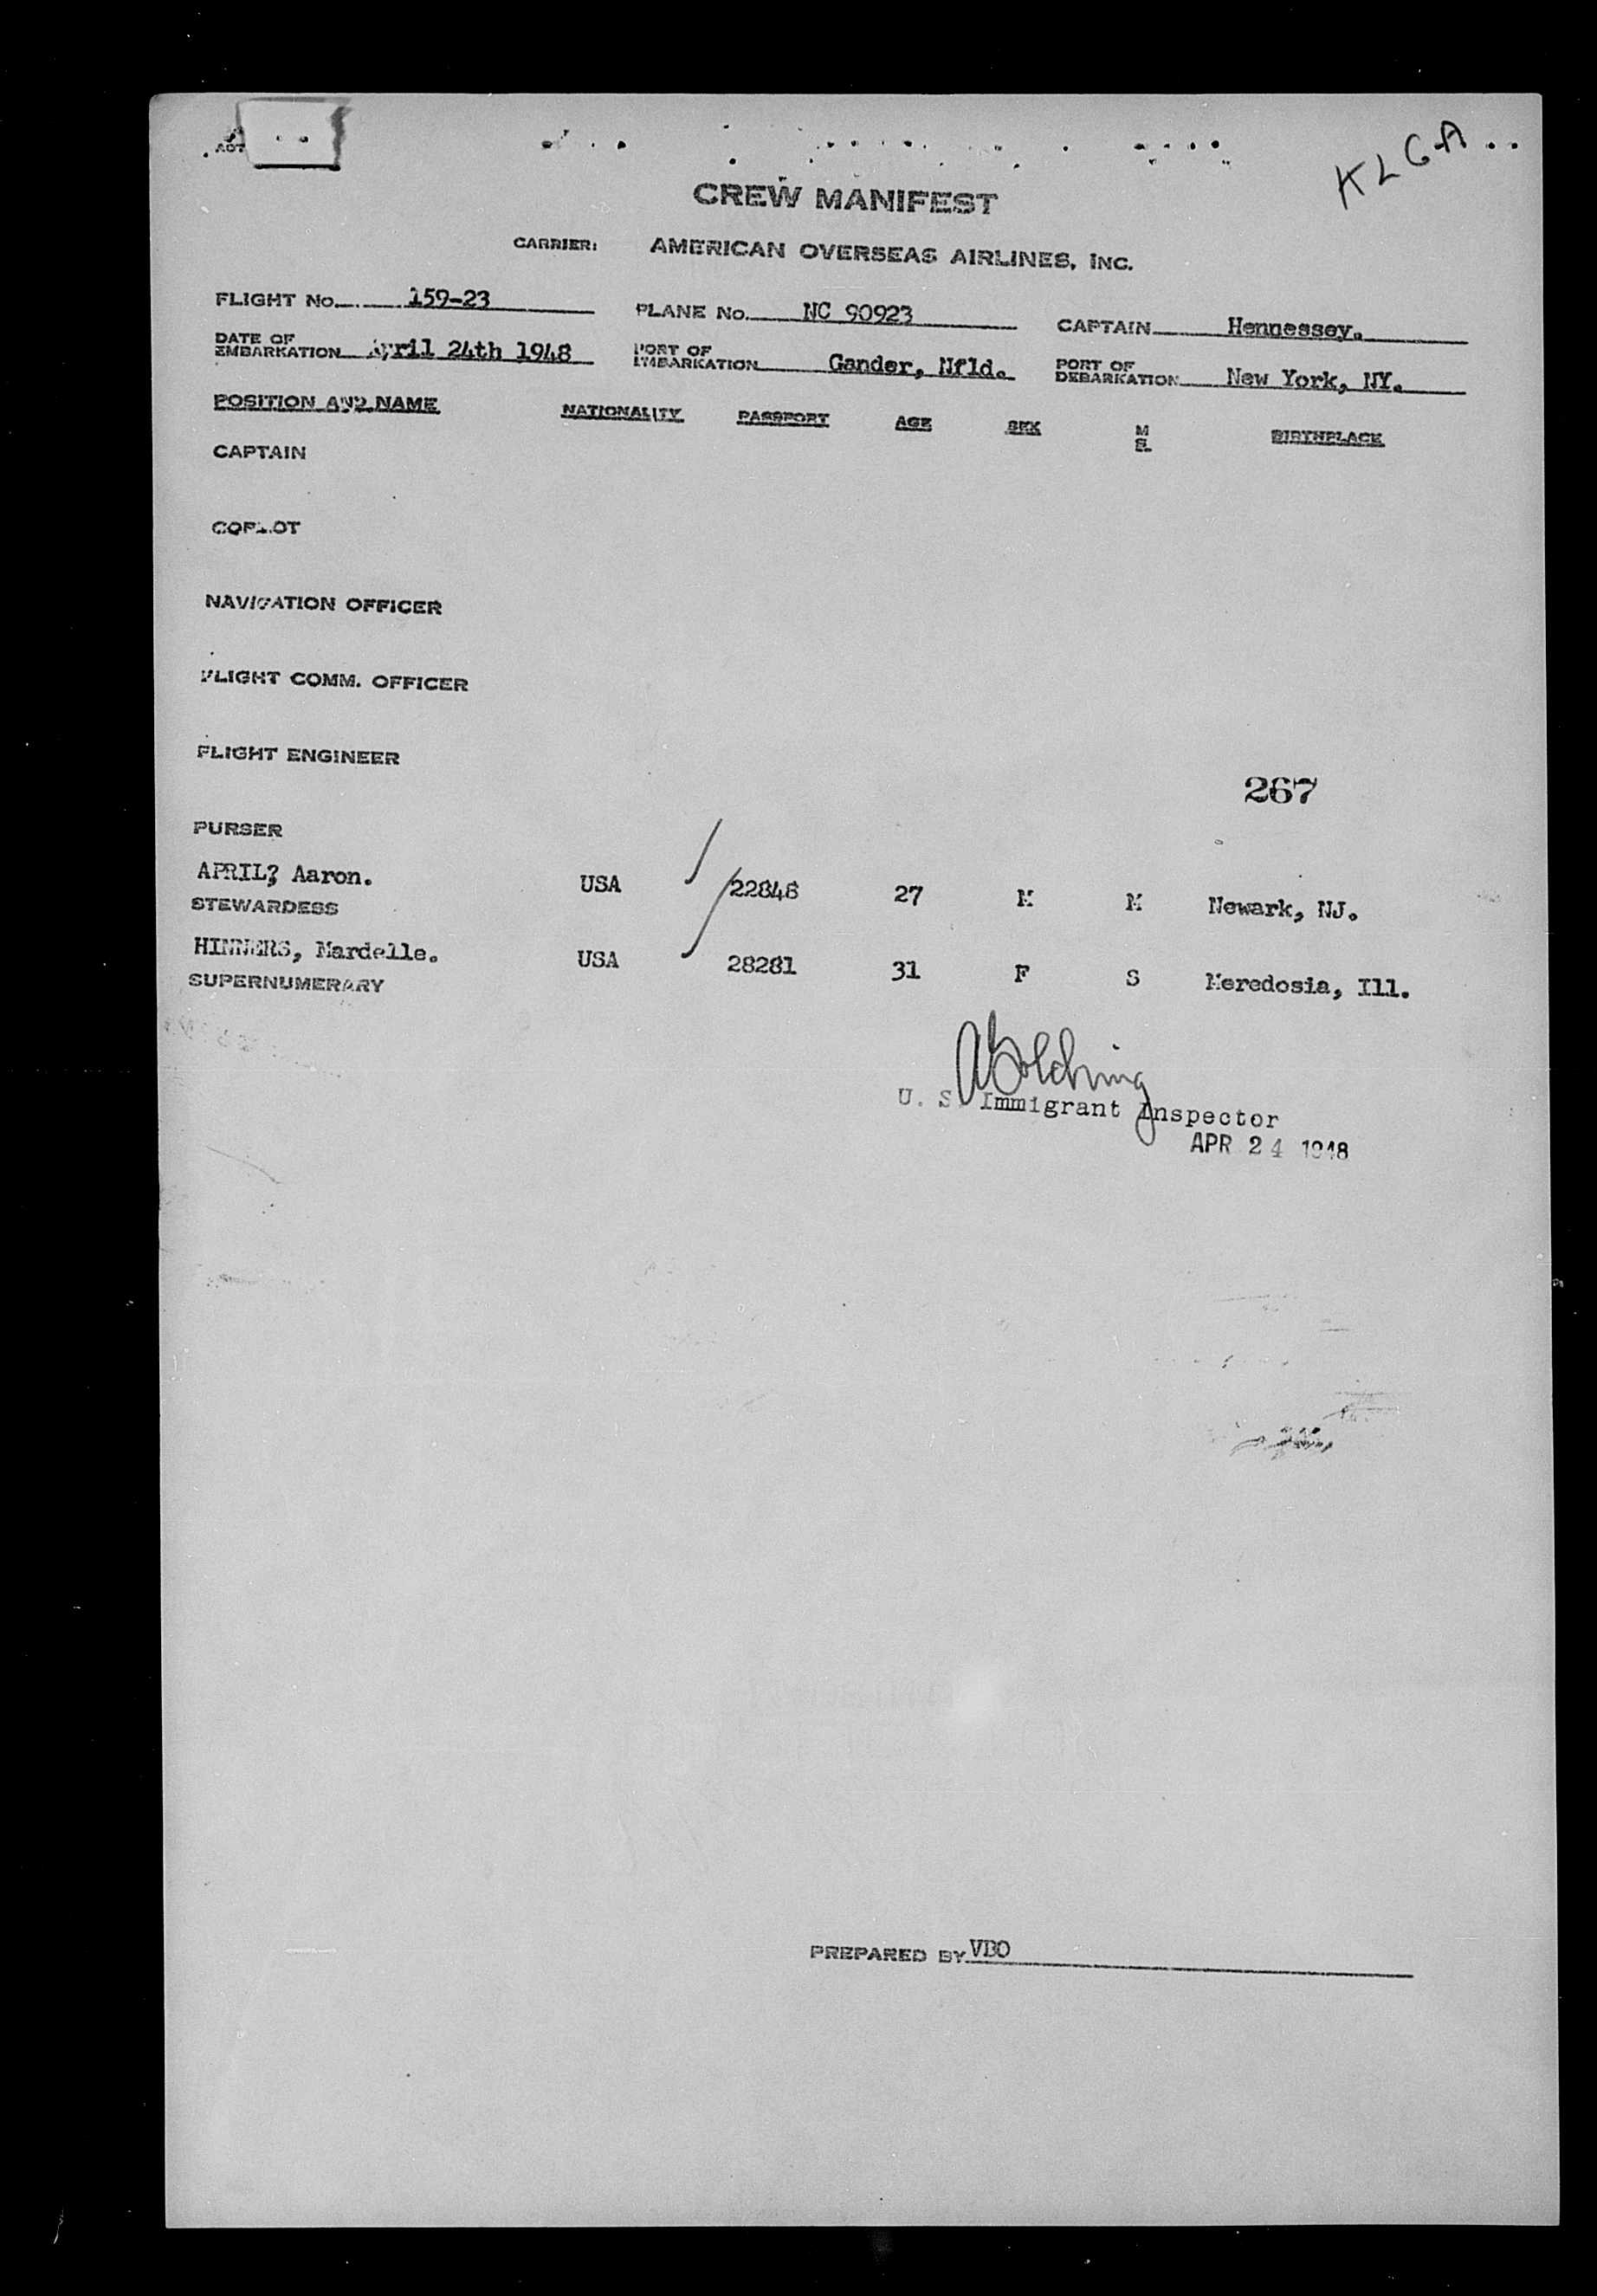 KLGA
CREW MANIFEST
CARRIER: AMERICAN OVERSEAS AIRLINES, INC.
FLIGHT No. 159-23 PLANE No. NC 90923 CAPTAIN Hennessey.
DATE OF EMBARKATION April 24th 1948 PORT OF EMBARKATION Gander, Nfld. PORT OF DEBARKATION New York, NY.
POSITION AND NAME NATIONALITY PASSPORT AGE SEX M S. BIRTHPLACE
CAPTAIN
COPILOT
NAVIGATION OFFICER
FLIGHT COMM. OFFICER
FLIGHT ENGINEER
267
PURSER
APRIL? Aaron. USA 22848 27 M M Newark, NJ.
STEWARDESS
HINNERS, Mardelle. USA 28281 31 F S Meredosia, Ill.
SUPERNUMERARY
U. S. Immigrant Inspector
APR 24 1948
PREPARED BY VBO